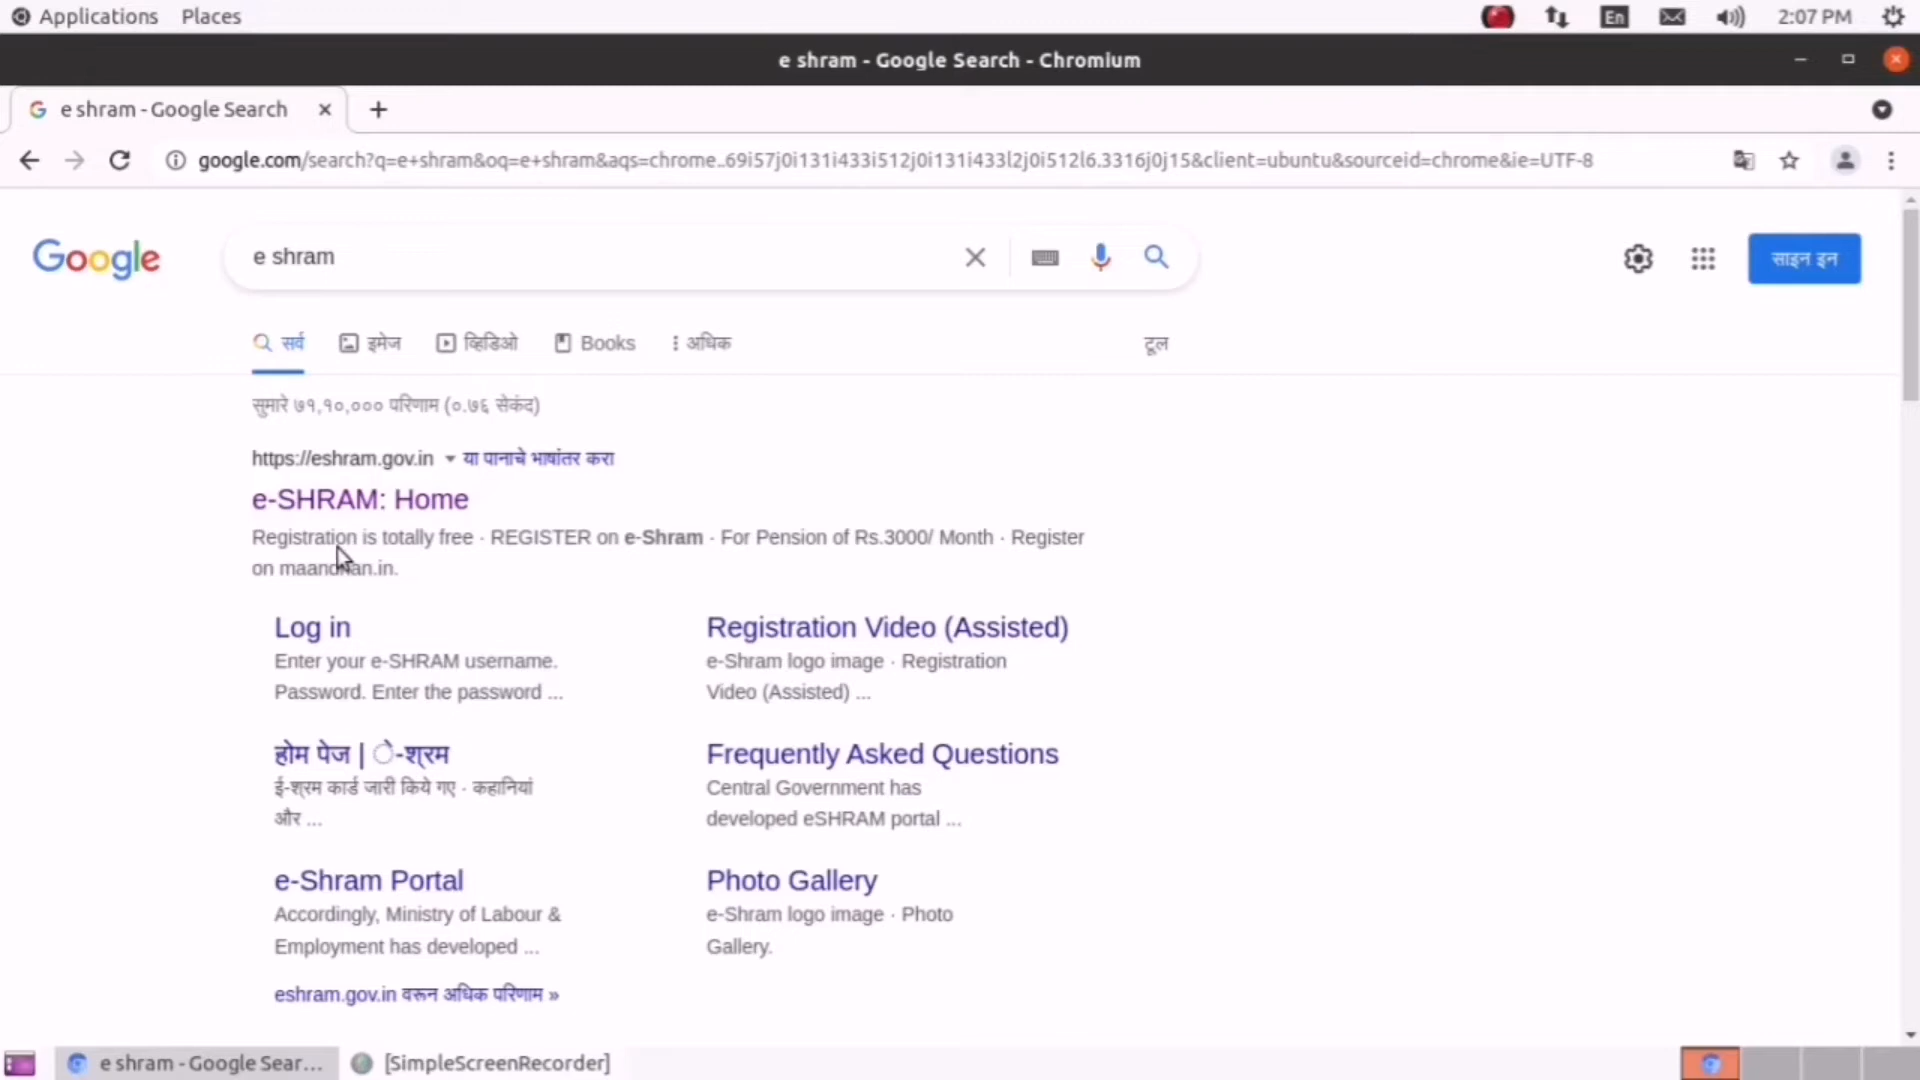 Applications Places En 2:07 PM
e shram - Google Search - Chromium
e shram - Google Search
google.com/search?q=e+shram&oq=e+shram&aqs=chrome..69i57j0i131i433i512j0i131i433l2j0i512l6.3316j0j15&client=ubuntu&sourceid=chrome&ie=UTF-8
Google e shram साइन इन
सर्व इमेज व्हिडिओ Books अधिक टूल
सुमारे ७१,१०,००० परिणाम (०.७६ सेकंद)
https://eshram.gov.in या पानाचे भाषांतर करा
e-SHRAM: Home
Registration is totally free · REGISTER on e-Shram · For Pension of Rs.3000/ Month · Register
on maandhan.in.
Log in
Enter your e-SHRAM username.
Password. Enter the password ...
Registration Video (Assisted)
e-Shram logo image · Registration
Video (Assisted) ...
होम पेज | े-श्रम
ई-श्रम कार्ड जारी किये गए · कहानियां
और ...
Frequently Asked Questions
Central Government has
developed eSHRAM portal ...
e-Shram Portal
Accordingly, Ministry of Labour &
Employment has developed ...
Photo Gallery
e-Shram logo image · Photo
Gallery.
eshram.gov.in वरून अधिक परिणाम »
e shram - Google Sear... [SimpleScreenRecorder]